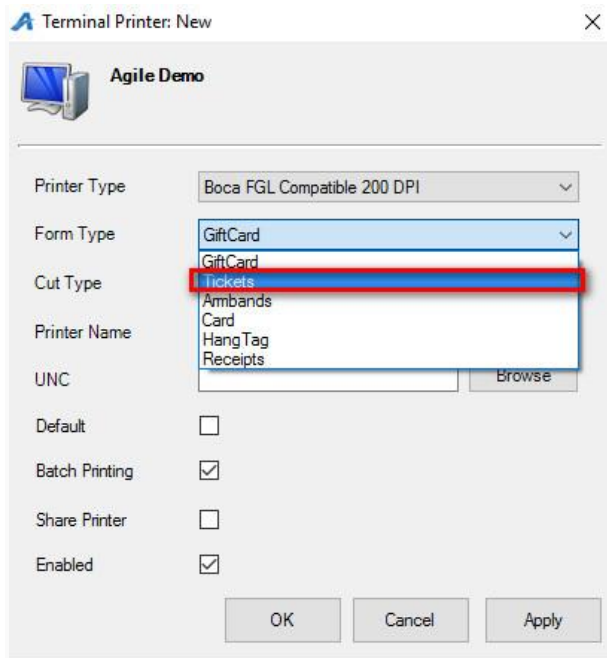 Terminal Printer: New
Agile Demo
Printer Type
Boca FGL Compatible 200 DPI
Form Type
GiftCard
GiftCard
Tickets
Cut Type
Armbands
Card
Printer Name
HangTag
Receipts
UNC
Browse
Default
Batch Printing
Share Printer
Enabled
OK
Cancel
Apply